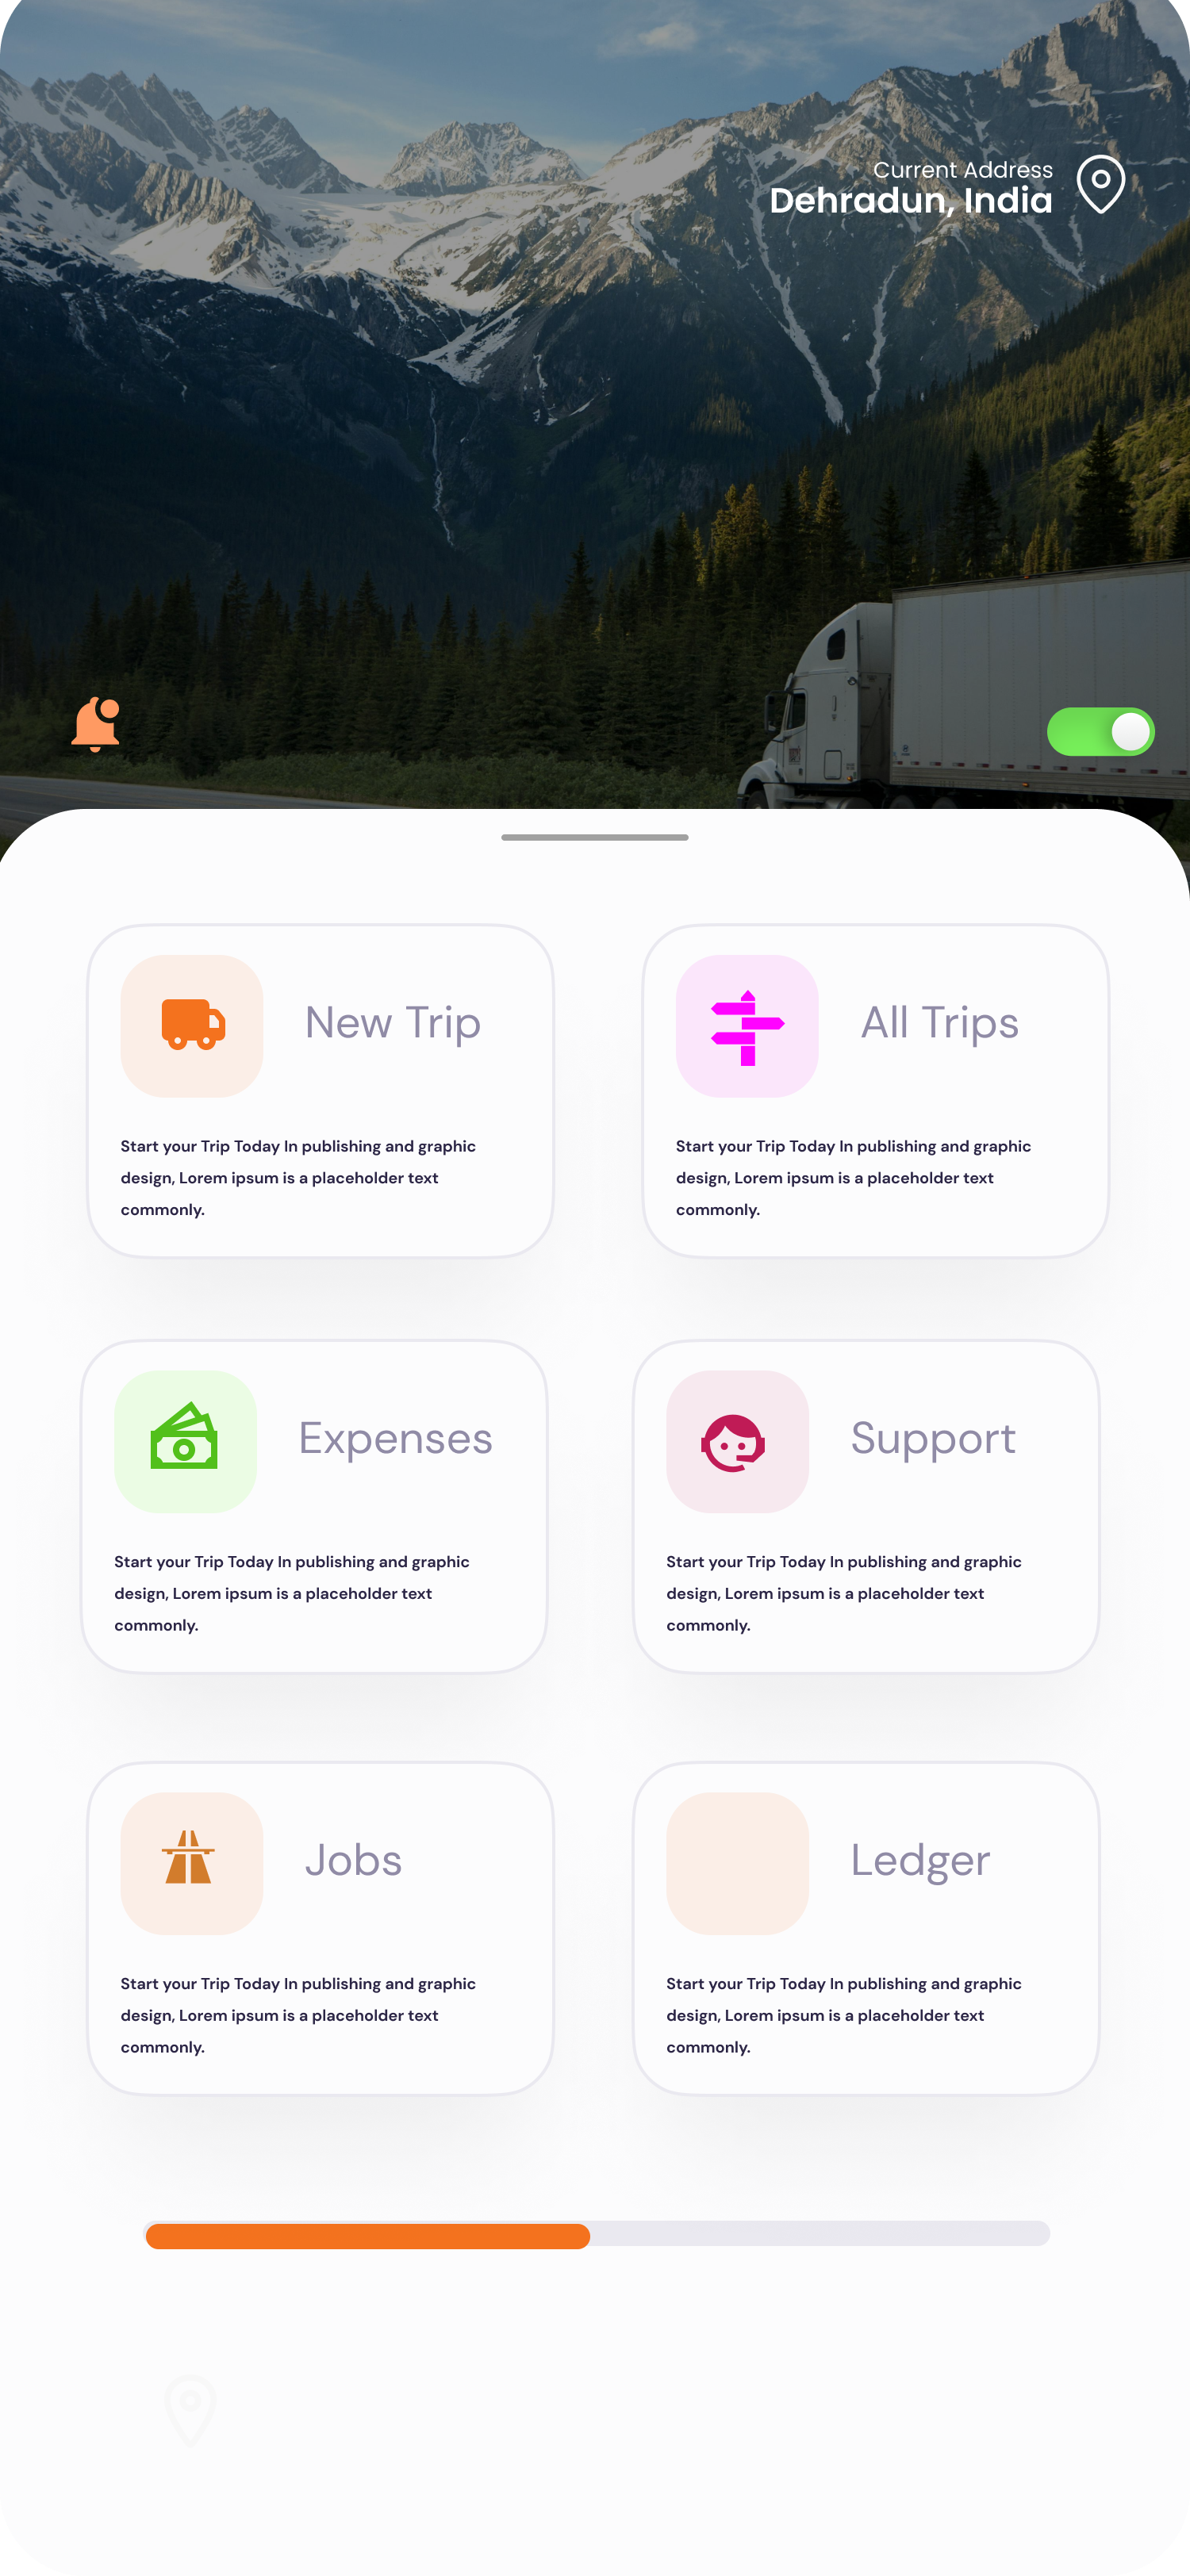 Current Address
Dehradun, India
New Trip
Start your Trip Today In publishing and graphic
design, Lorem ipsum is a placeholder text
commonly.
All Trips
Start your Trip Today In publishing and graphic
design, Lorem ipsum is a placeholder text
commonly.
Expenses
Start your Trip Today In publishing and graphic
design, Lorem ipsum is a placeholder text
commonly.
Support
Start your Trip Today In publishing and graphic
design, Lorem ipsum is a placeholder text
commonly.
Jobs
Start your Trip Today In publishing and graphic
design, Lorem ipsum is a placeholder text
commonly.
Ledger
Start your Trip Today In publishing and graphic
design, Lorem ipsum is a placeholder text
commonly.